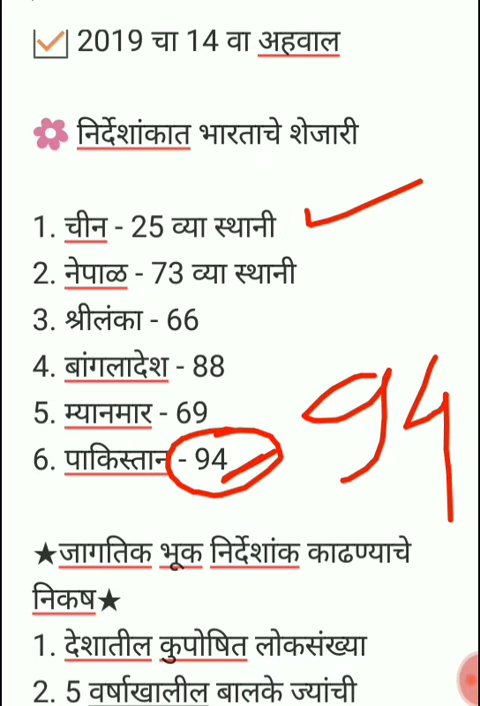 2019 चा 14 वा अहवाल
निर्देशांकात भारताचे शेजारी
1. चीन - 25 व्या स्थानी
2. नेपाळ - 73 व्या स्थानी
3. श्रीलंका - 66
4. बांगलादेश - 88
5. म्यानमार - 69
6. पाकिस्तान - 94
94
★जागतिक भूक निर्देशांक काढण्याचे
निकष★
1. देशातील कुपोषित लोकसंख्या
2. 5 वर्षाखालील बालके ज्यांची